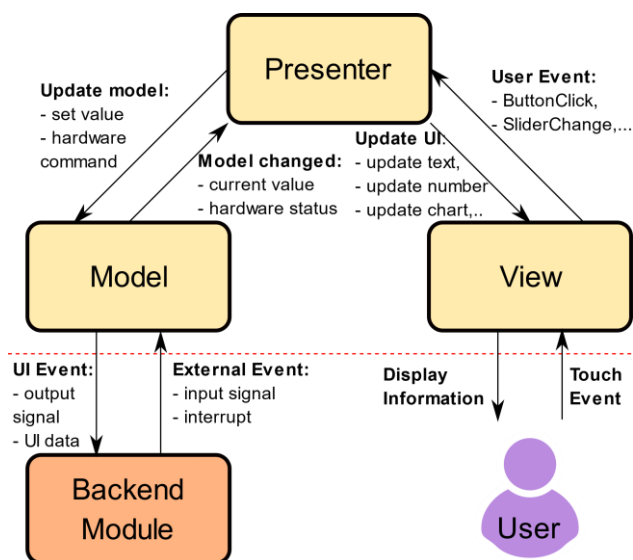 Presenter
Update model:
- set value
- hardware
command
User Event:
- ButtonClick,
- SliderChange,...
Model changed:
- current value
- hardware status
Update UI:
- update text,
- update number
- update chart,..
Model
View
UI Event:
- output
signal
- UI data
External Event:
- input signal
- interrupt
Display
Information
Touch
Event
Backend
Module
User